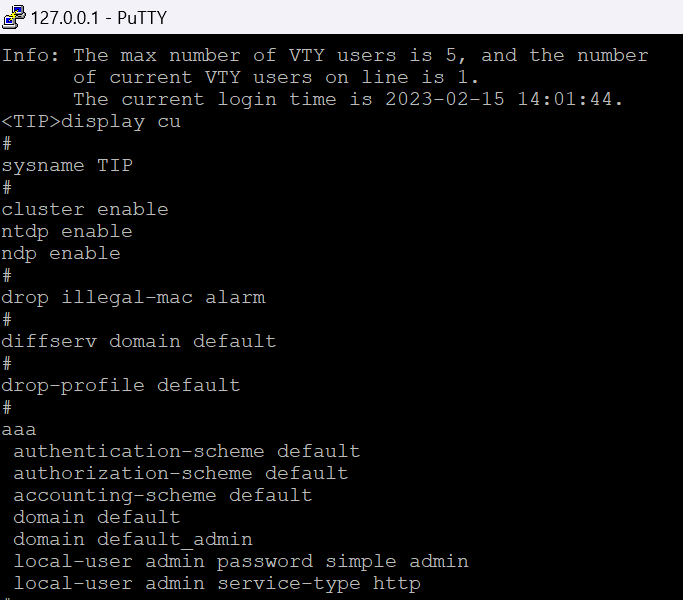 127.0.0.1 - PuTTY
Info: The max number of VTY users is 5, and the number
of current VTY users on line is 1.
The current login time is 2023-02-15 14:01:44.
<TIP>display cu
#
sysname TIP
#
cluster enable
ntdp enable
ndp enable
#
drop illegal-mac alarm
#
diffserv domain default
#
drop-profile default
#
aaa
authentication-scheme default
authorization-scheme default
accounting-scheme default
domain default
domain default_admin
local-user admin password simple admin
local-user admin service-type http